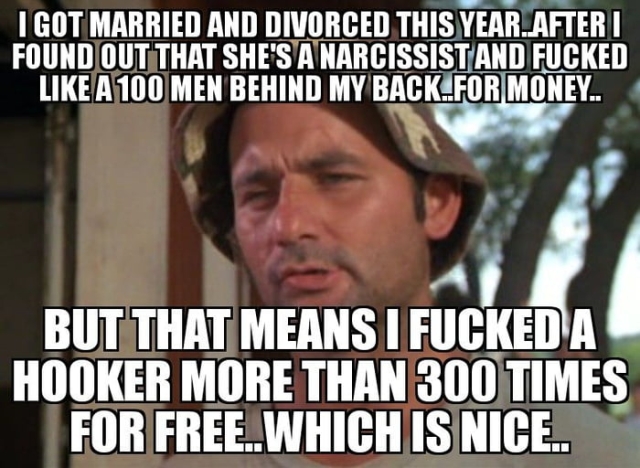 I GOT MARRIED AND DIVORCED THIS YEAR..AFTER I
FOUND OUT THAT SHE'S A NARCISSIST AND FUCKED
LIKE A 100 MEN BEHIND MY BACK..FOR MONEY..
BUT THAT MEANS I FUCKED A
HOOKER MORE THAN 300 TIMES
FOR FREE..WHICH IS NICE..